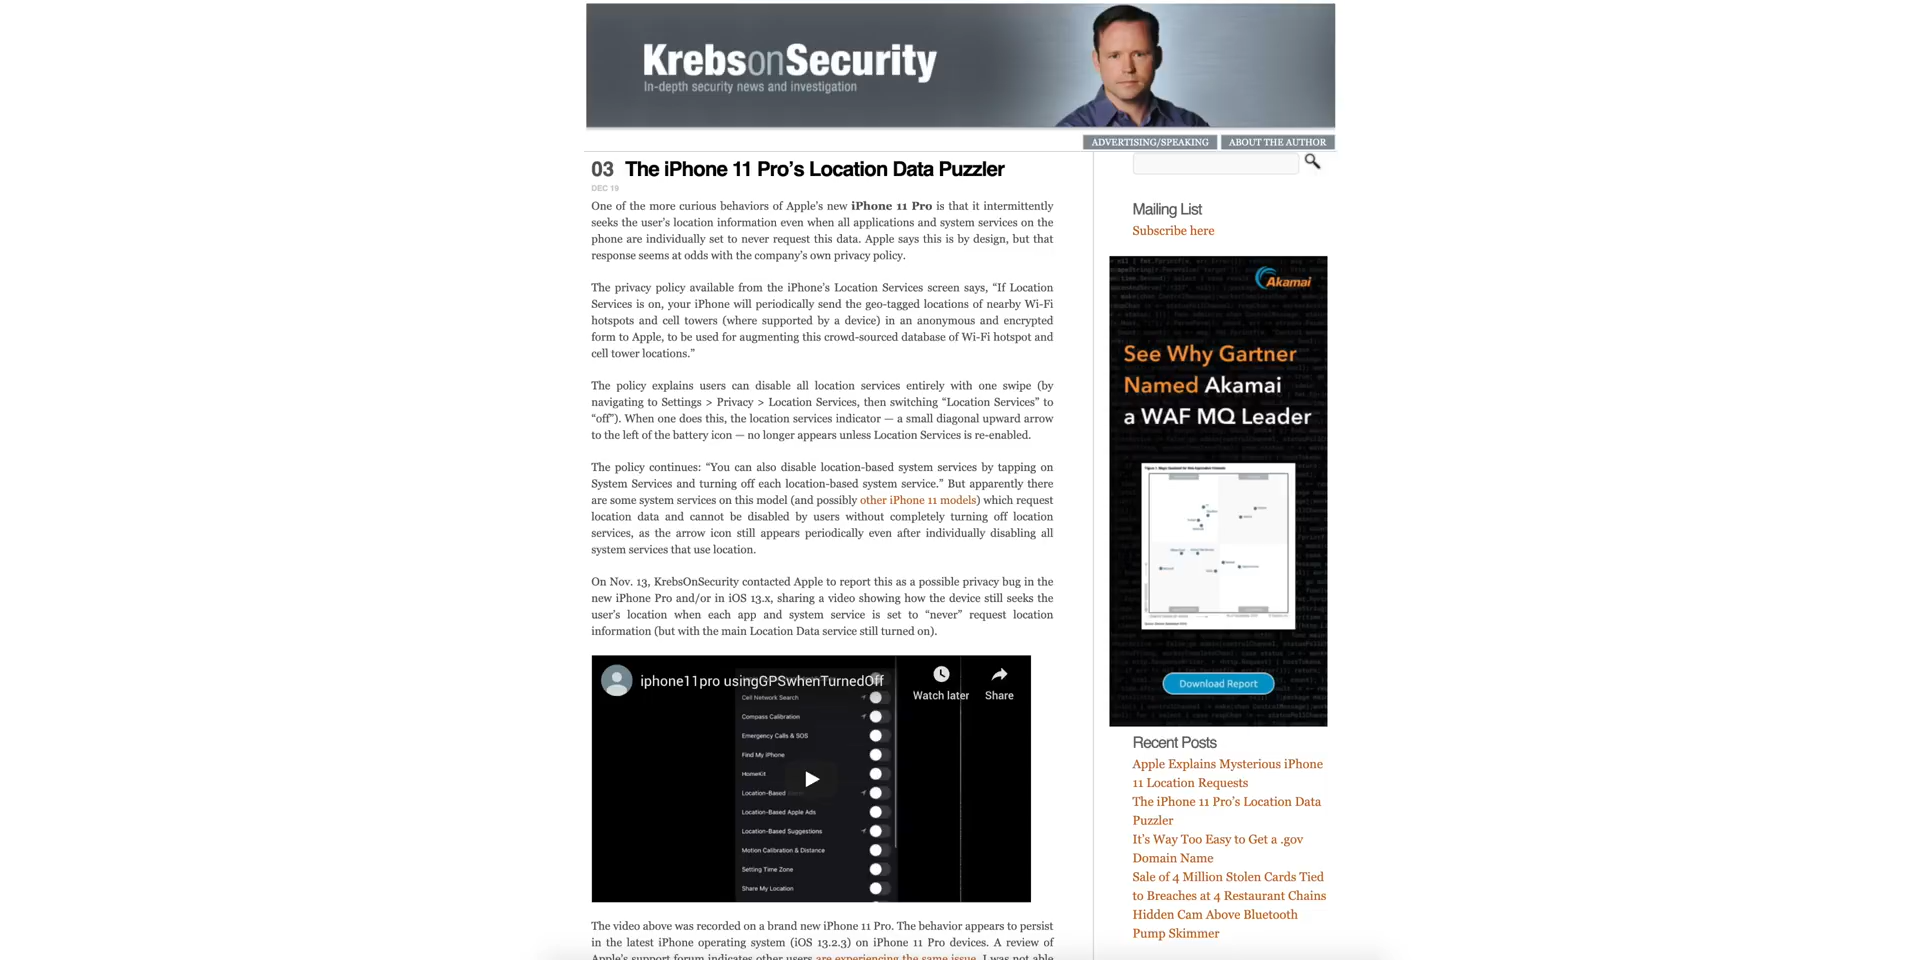 KrebsonSecurity
In-depth security news and investigation
ADVERTISING/SPEAKING
ABOUT THE AUTHOR
03 The iPhone 11 Pro’s Location Data Puzzler
DEC 19
One of the more curious behaviors of Apple’s new iPhone 11 Pro is that it intermittently
seeks the user’s location information even when all applications and system services on the
phone are individually set to never request this data. Apple says this is by design, but that
response seems at odds with the company’s own privacy policy.
The privacy policy available from the iPhone’s Location Services screen says, “If Location
Services is on, your iPhone will periodically send the geo-tagged locations of nearby Wi-Fi
hotspots and cell towers (where supported by a device) in an anonymous and encrypted
form to Apple, to be used for augmenting this crowd-sourced database of Wi-Fi hotspot and
cell tower locations.”
The policy explains users can disable all location services entirely with one swipe (by
navigating to Settings > Privacy > Location Services, then switching “Location Services” to
“off”). When one does this, the location services indicator — a small diagonal upward arrow
to the left of the battery icon — no longer appears unless Location Services is re-enabled.
The policy continues: “You can also disable location-based system services by tapping on
System Services and turning off each location-based system service.” But apparently there
are some system services on this model (and possibly other iPhone 11 models) which request
location data and cannot be disabled by users without completely turning off location
services, as the arrow icon still appears periodically even after individually disabling all
system services that use location.
On Nov. 13, KrebsOnSecurity contacted Apple to report this as a possible privacy bug in the
new iPhone Pro and/or in iOS 13.x, sharing a video showing how the device still seeks the
user’s location when each app and system service is set to “never” request location
information (but with the main Location Data service still turned on).
iphone11pro usingGPSwhenTurnedOff
Watch later
Share
Cell Network Search
Compass Calibration
Emergency Calls & SOS
Find My iPhone
HomeKit
Location-Based
Location-Based Apple Ads
Location-Based Suggestions
Motion Calibration & Distance
Setting Time Zone
Share My Location
The video above was recorded on a brand new iPhone 11 Pro. The behavior appears to persist
in the latest iPhone operating system (iOS 13.2.3) on iPhone 11 Pro devices. A review of
Apple’s support forum indicates other users are experiencing the same issue. I was not able
Mailing List
Subscribe here
Akamai
See Why Gartner
Named Akamai
a WAF MQ Leader
Download Report
Recent Posts
Apple Explains Mysterious iPhone
11 Location Requests
The iPhone 11 Pro’s Location Data
Puzzler
It’s Way Too Easy to Get a .gov
Domain Name
Sale of 4 Million Stolen Cards Tied
to Breaches at 4 Restaurant Chains
Hidden Cam Above Bluetooth
Pump Skimmer